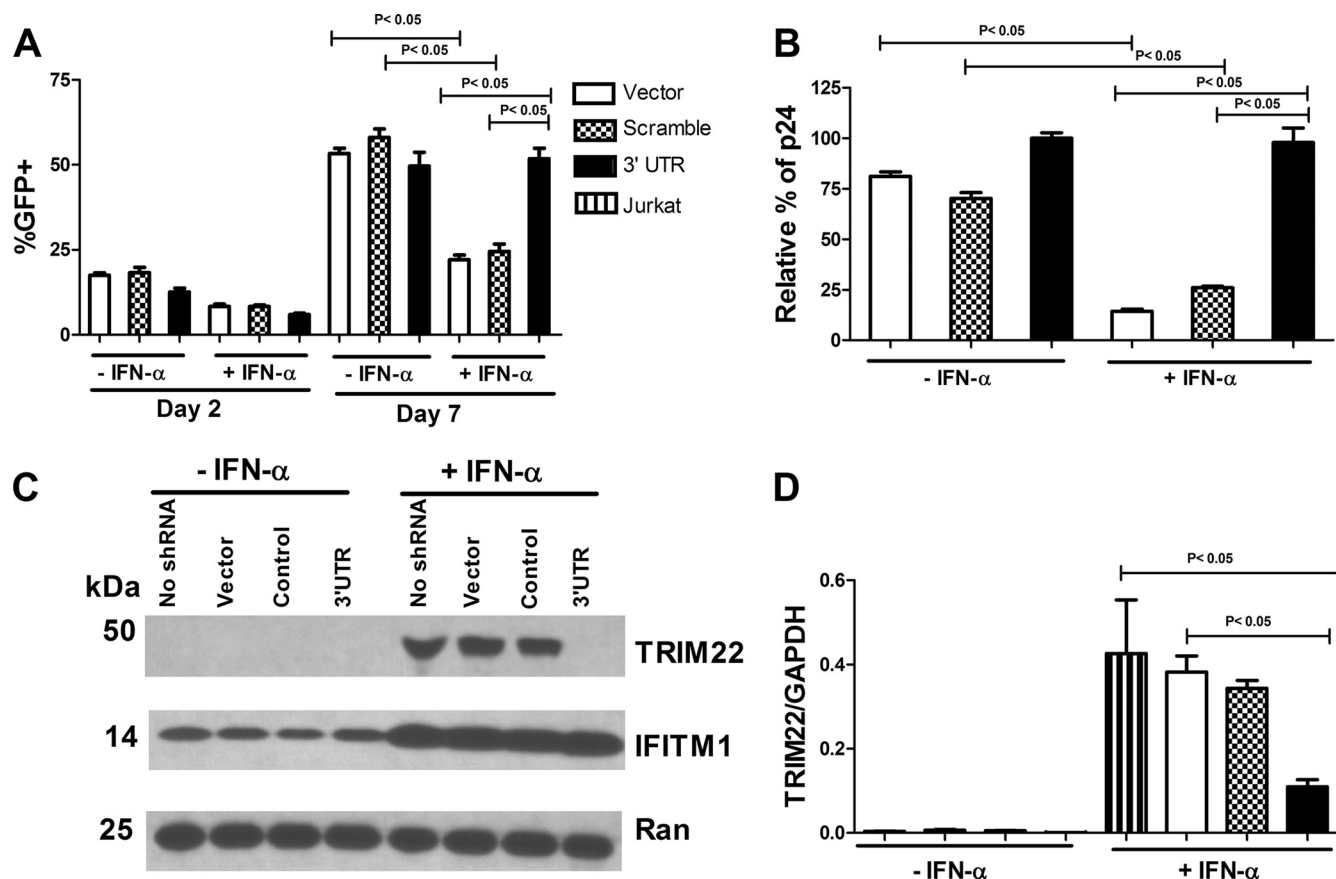 A
P< 0.05
P< 0.05
P< 0.05
P< 0.05
75
50
25
0
%GFP+
- IFN-α
+ IFN-α
- IFN-α
+ IFN-α
Day 2
Day 7
Vector
Scramble
3' UTR
Jurkat
B
P< 0.05
P< 0.05
P< 0.05
P< 0.05
125
100
75
50
25
0
Relative % of p24
- IFN-α
+ IFN-α
C
- IFN-α
+ IFN-α
No shRNA
Vector
Control
3'UTR
No shRNA
Vector
Control
3'UTR
kDa
50
TRIM22
14
IFITM1
25
Ran
D
P< 0.05
P< 0.05
0.6
0.4
0.2
0.0
TRIM22/GAPDH
- IFN-α
+ IFN-α